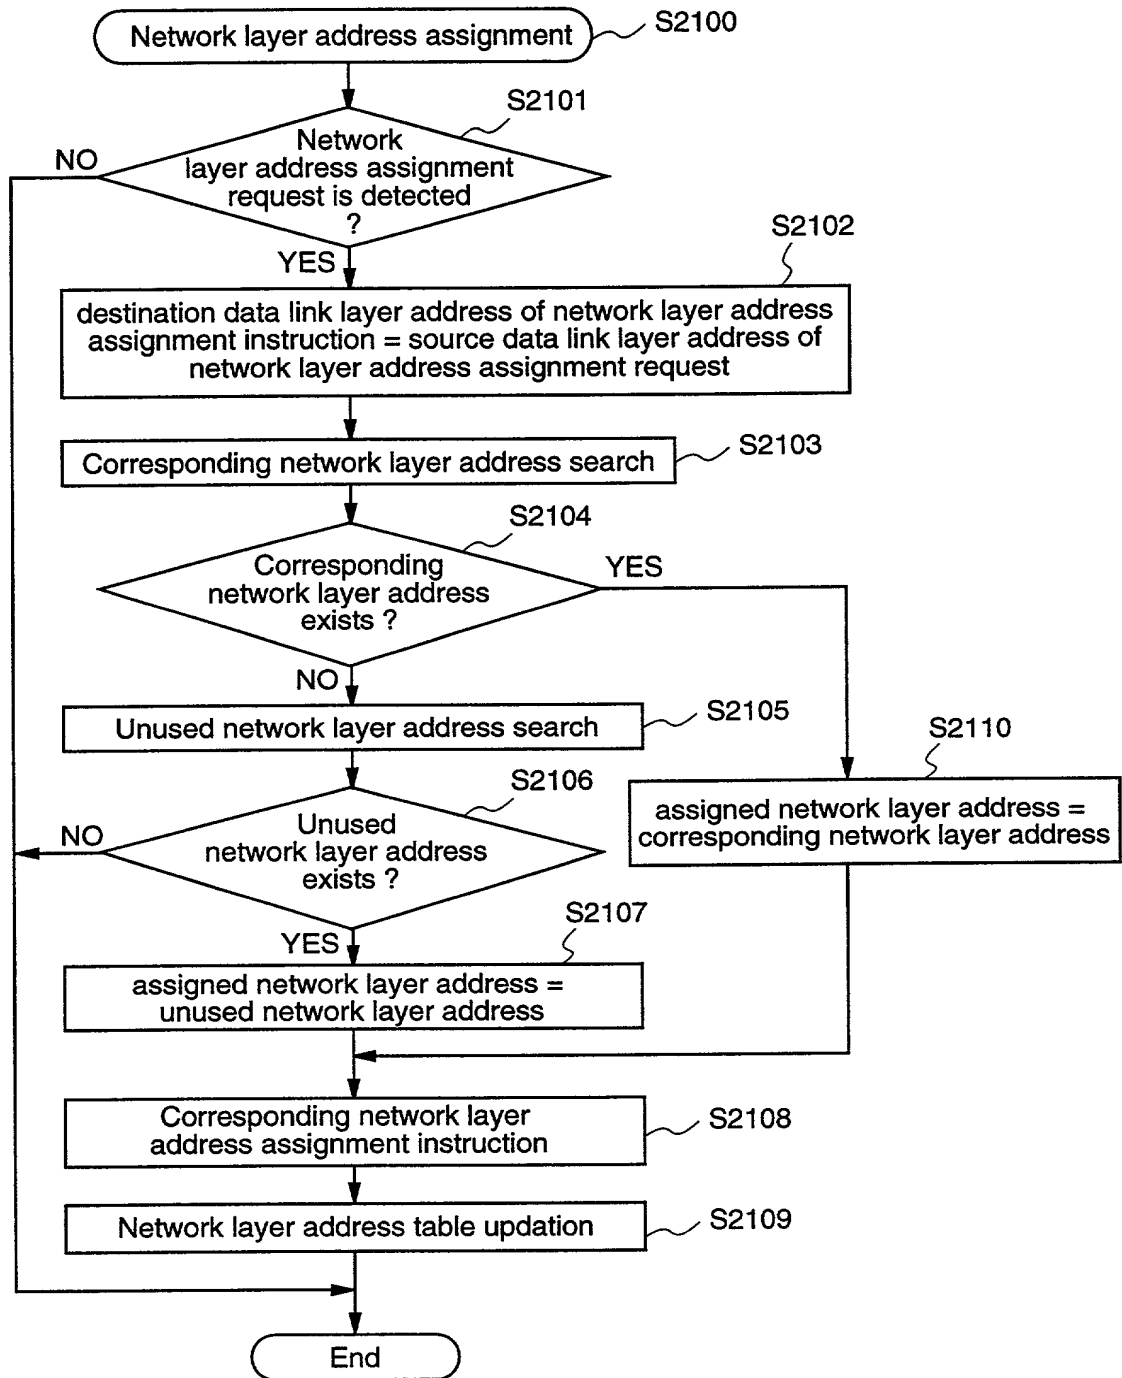 Network layer address assignment
S2100
S2101
Network
layer address assignment
request is detected
?
NO
YES
S2102
destination data link layer address of network layer address
assignment instruction = source data link layer address of
network layer address assignment request
Corresponding network layer address search
S2103
S2104
Corresponding
network layer address
exists ?
YES
NO
Unused network layer address search
S2105
S2110
assigned network layer address =
corresponding network layer address
S2106
Unused
network layer address
exists ?
NO
YES
S2107
assigned network layer address =
unused network layer address
Corresponding network layer
address assignment instruction
S2108
Network layer address table updation
S2109
End